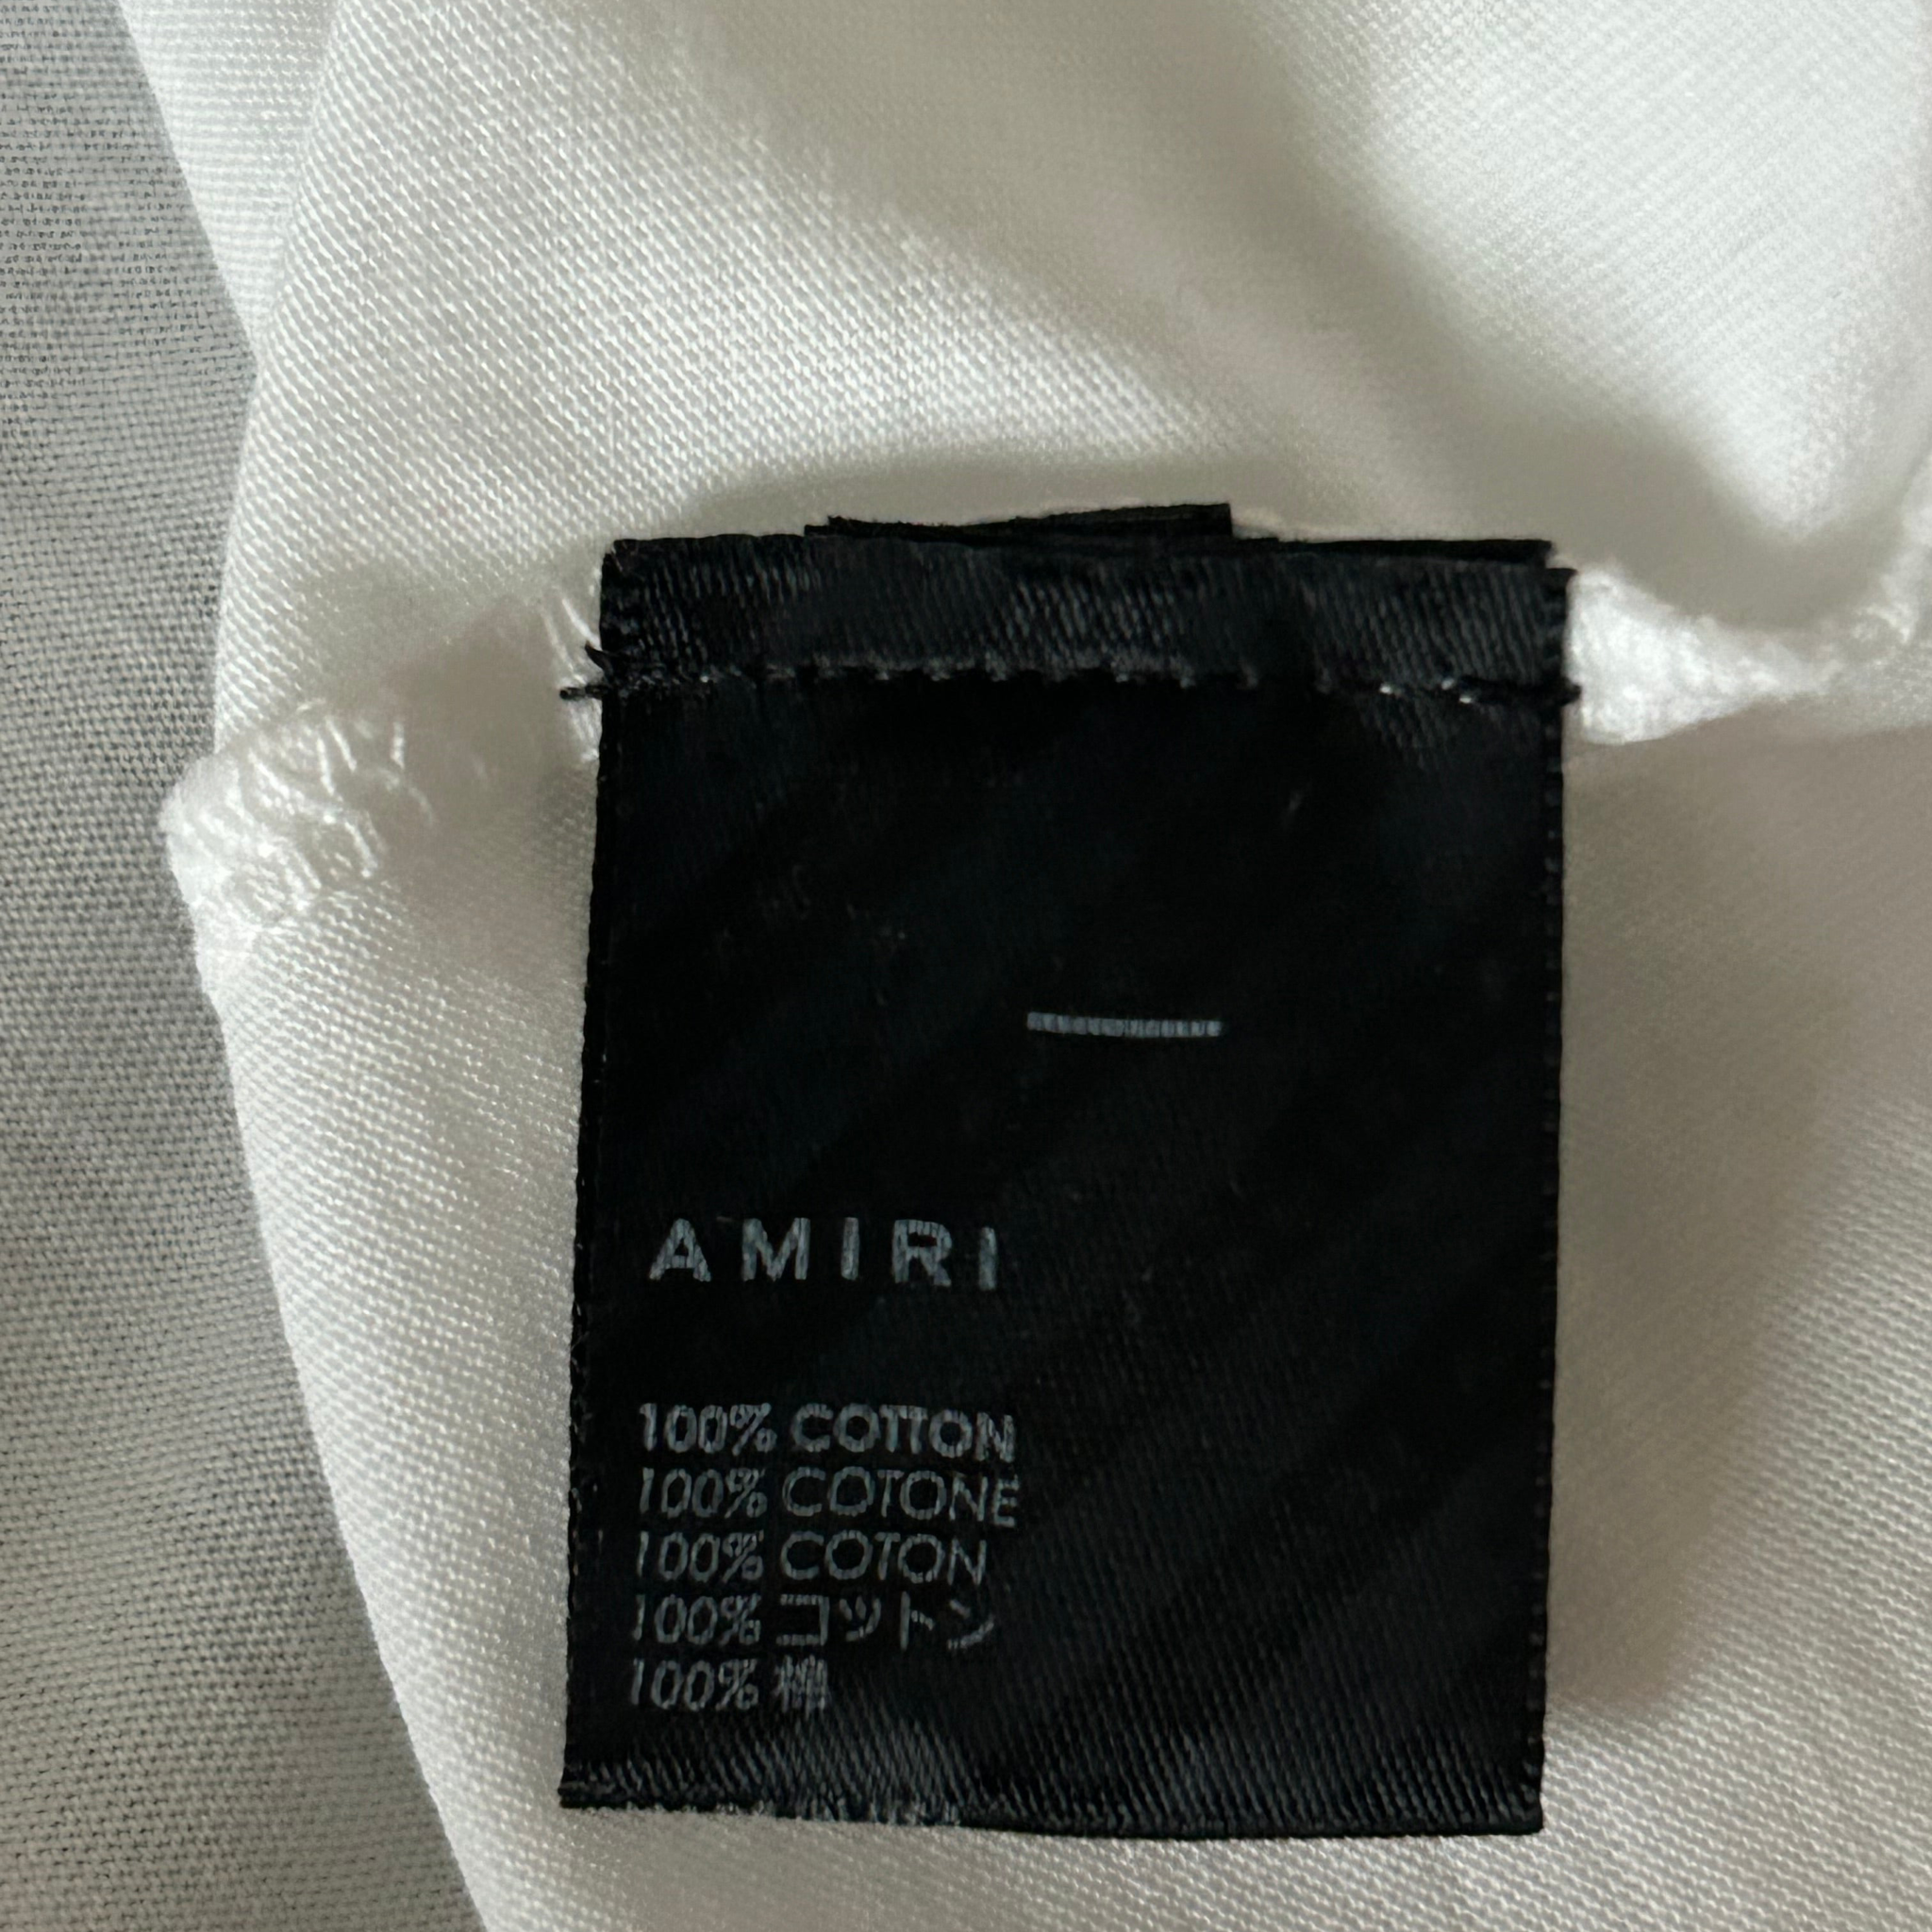 AMIRI
100% COTTON
100% COTONE
100% COTON
100% コットン
100% 棉